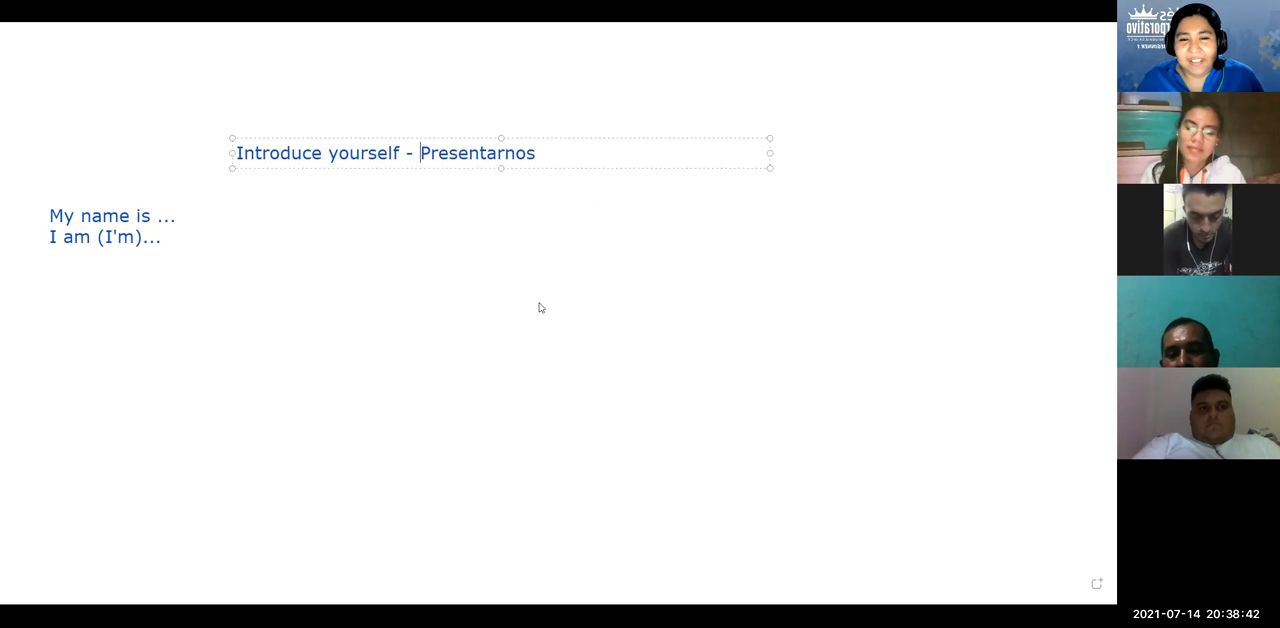 Introduce yourself - Presentarnos
My name is ...
I am (I'm)...
2021-07-14 20:38:42